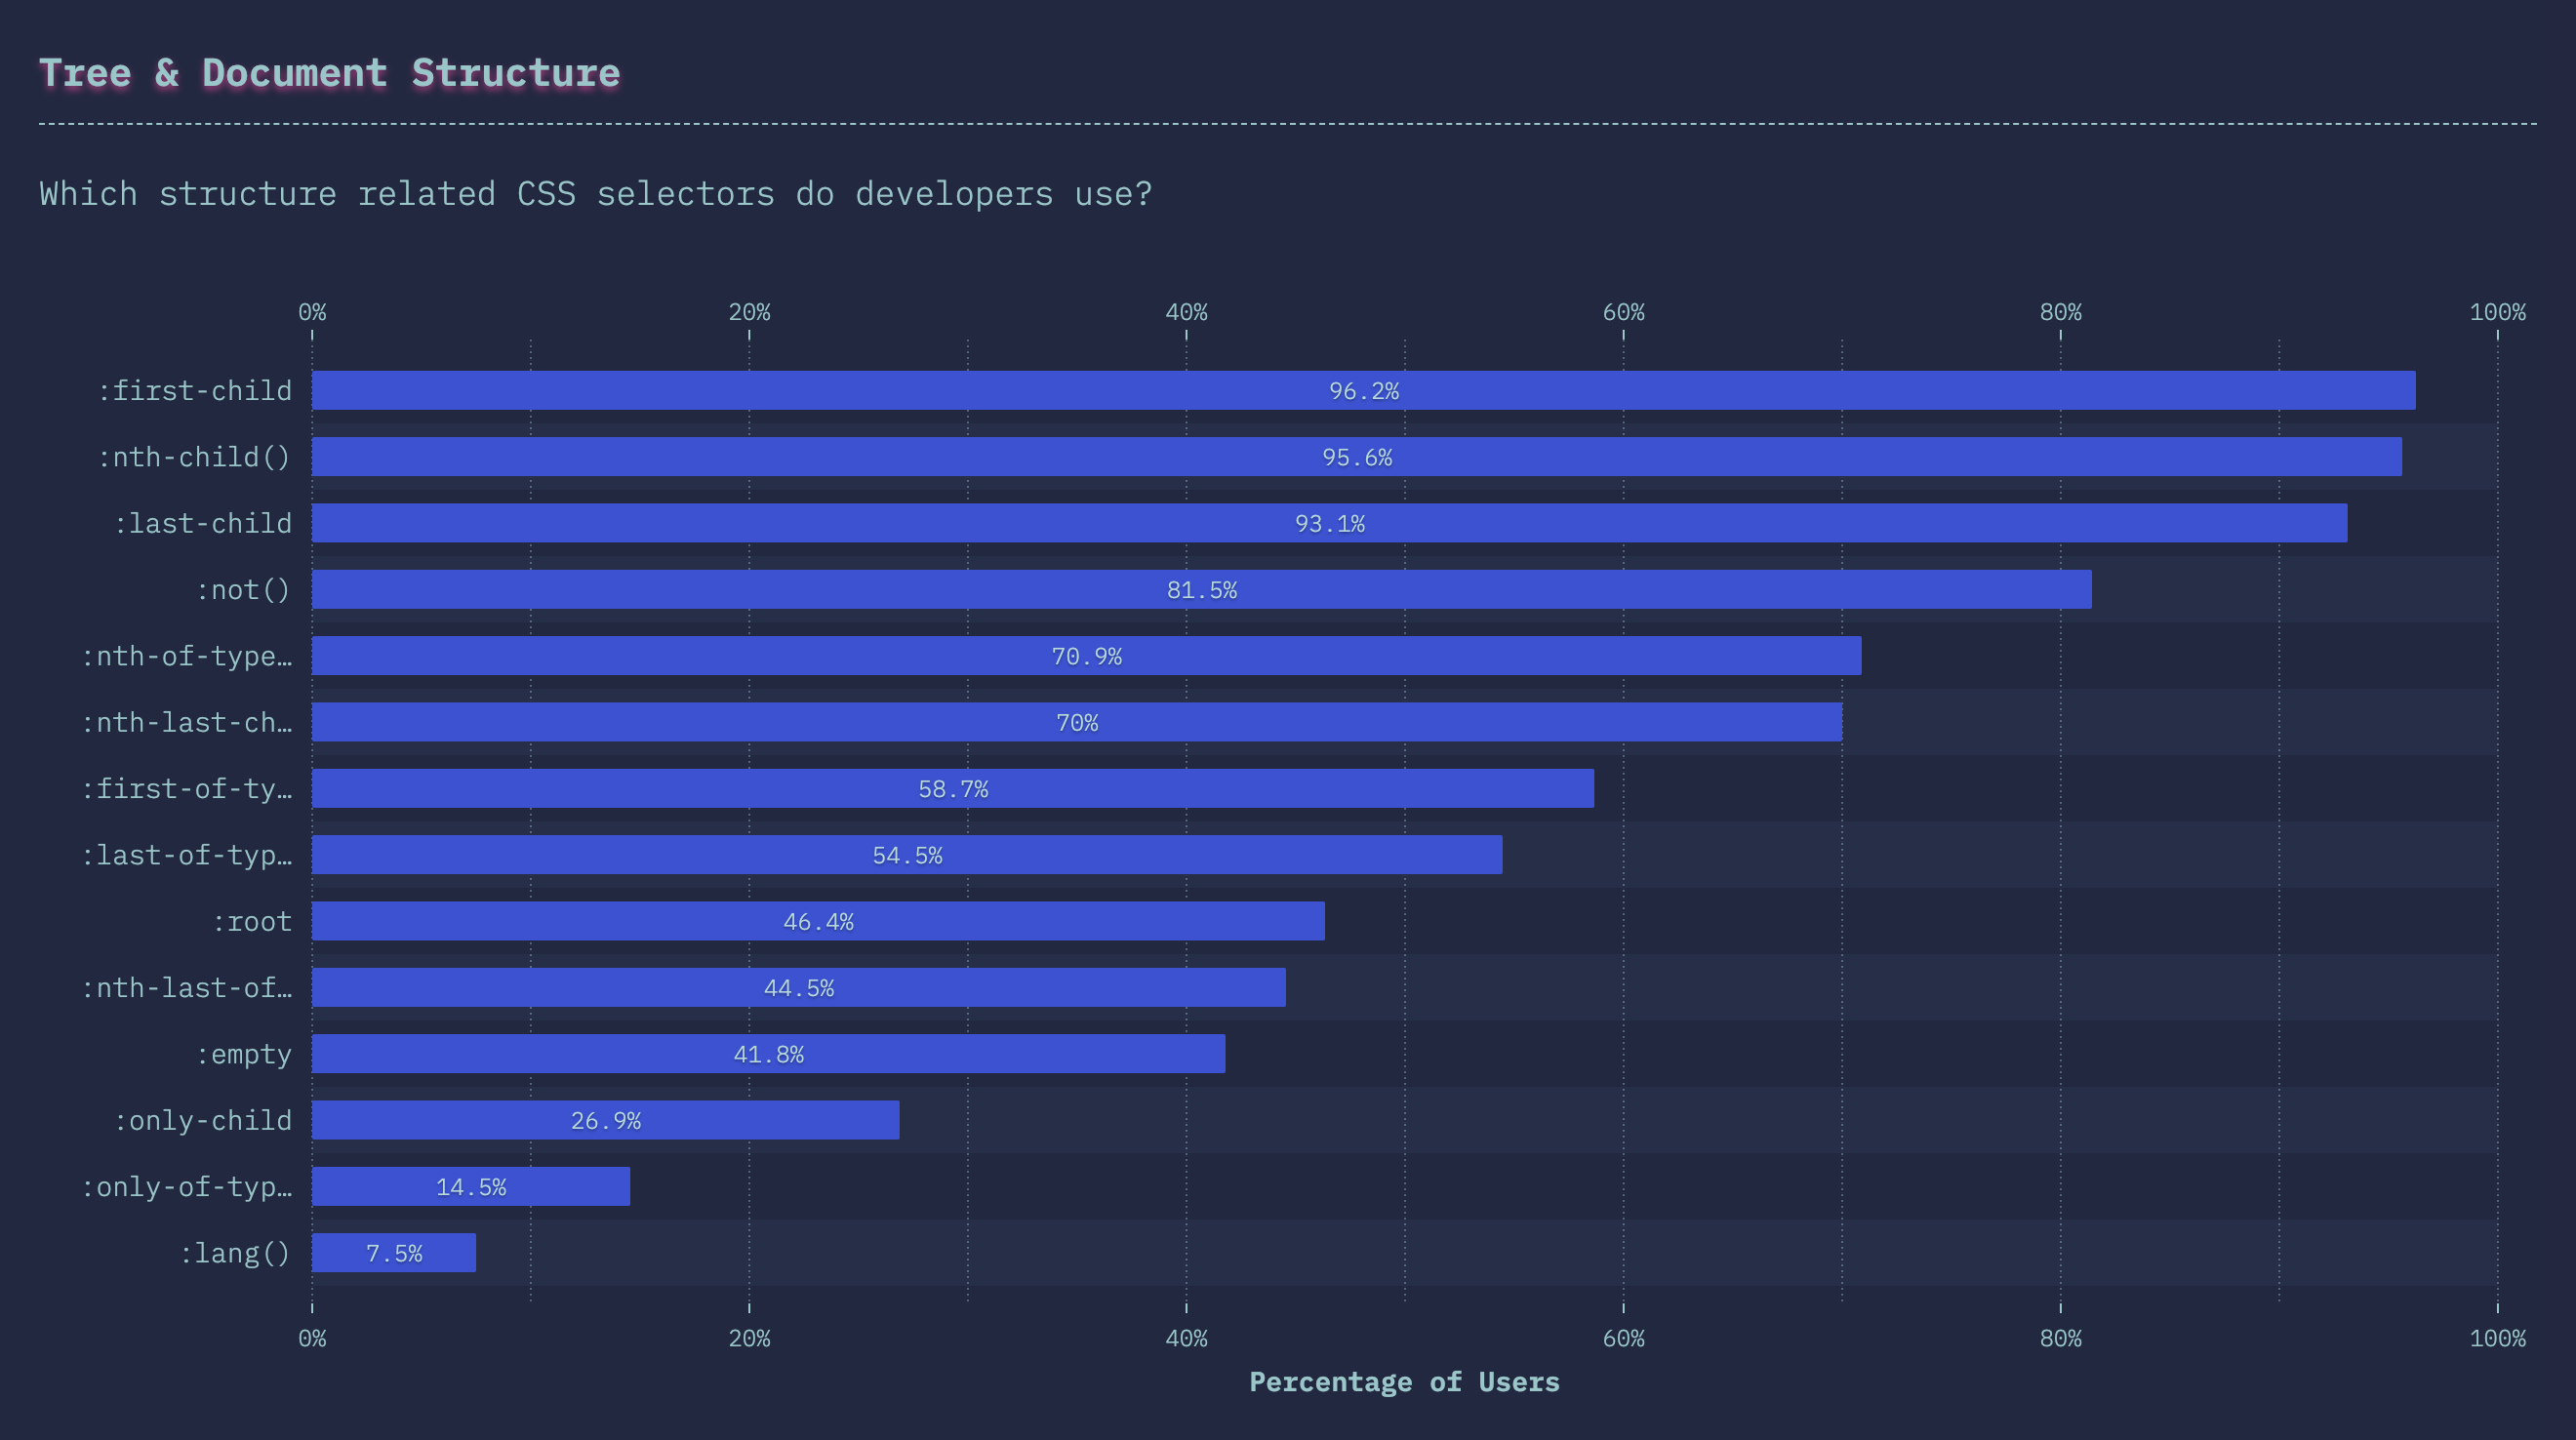 Tree & Document Structure
Which structure related CSS selectors do developers use?
0% 20% 40% 60% 80% 100%
:first-child 96.2%
:nth-child() 95.6%
:last-child 93.1%
:not() 81.5%
:nth-of-type… 70.9%
:nth-last-ch… 70%
:first-of-ty… 58.7%
:last-of-typ… 54.5%
:root 46.4%
:nth-last-of… 44.5%
:empty 41.8%
:only-child 26.9%
:only-of-typ… 14.5%
:lang() 7.5%
0% 20% 40% 60% 80% 100%
Percentage of Users